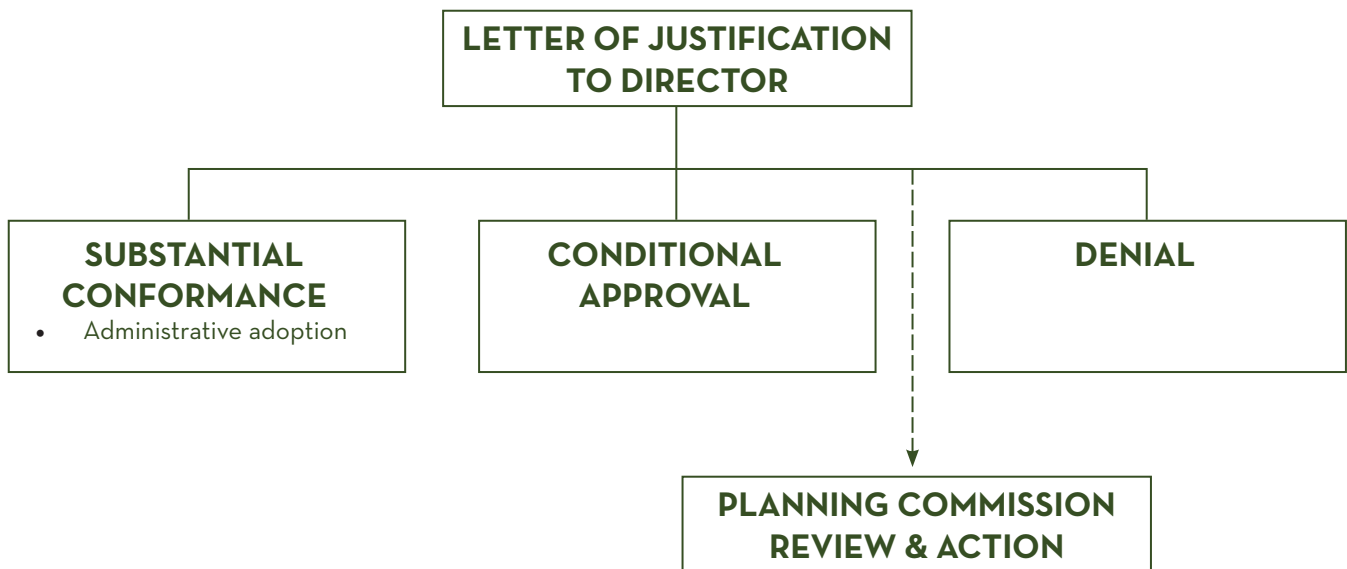 LETTER OF JUSTIFICATION
TO DIRECTOR
SUBSTANTIAL
CONFORMANCE
• Administrative adoption
CONDITIONAL
APPROVAL
DENIAL
PLANNING COMMISSION
REVIEW & ACTION